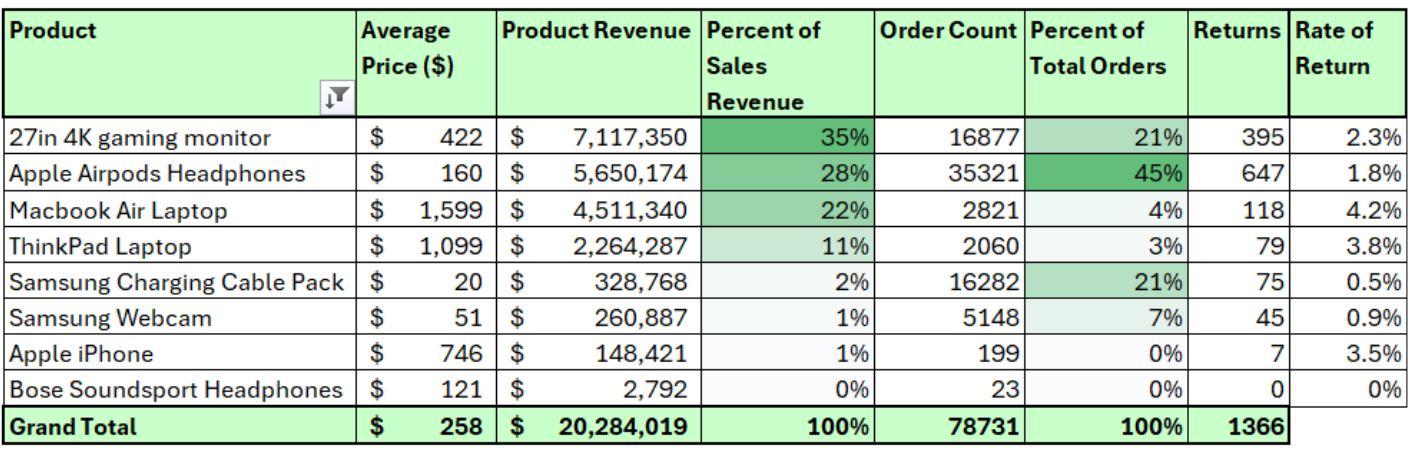 Product Average Price ($) Product Revenue Percent of Sales Revenue Order Count Percent of Total Orders Returns Rate of Return
27in 4K gaming monitor $ 422 $ 7,117,350 35% 16877 21% 395 2.3%
Apple Airpods Headphones $ 160 $ 5,650,174 28% 35321 45% 647 1.8%
Macbook Air Laptop $ 1,599 $ 4,511,340 22% 2821 4% 118 4.2%
ThinkPad Laptop $ 1,099 $ 2,264,287 11% 2060 3% 79 3.8%
Samsung Charging Cable Pack $ 20 $ 328,768 2% 16282 21% 75 0.5%
Samsung Webcam $ 51 $ 260,887 1% 5148 7% 45 0.9%
Apple iPhone $ 746 $ 148,421 1% 199 0% 7 3.5%
Bose Soundsport Headphones $ 121 $ 2,792 0% 23 0% 0 0%
Grand Total $ 258 $ 20,284,019 100% 78731 100% 1366